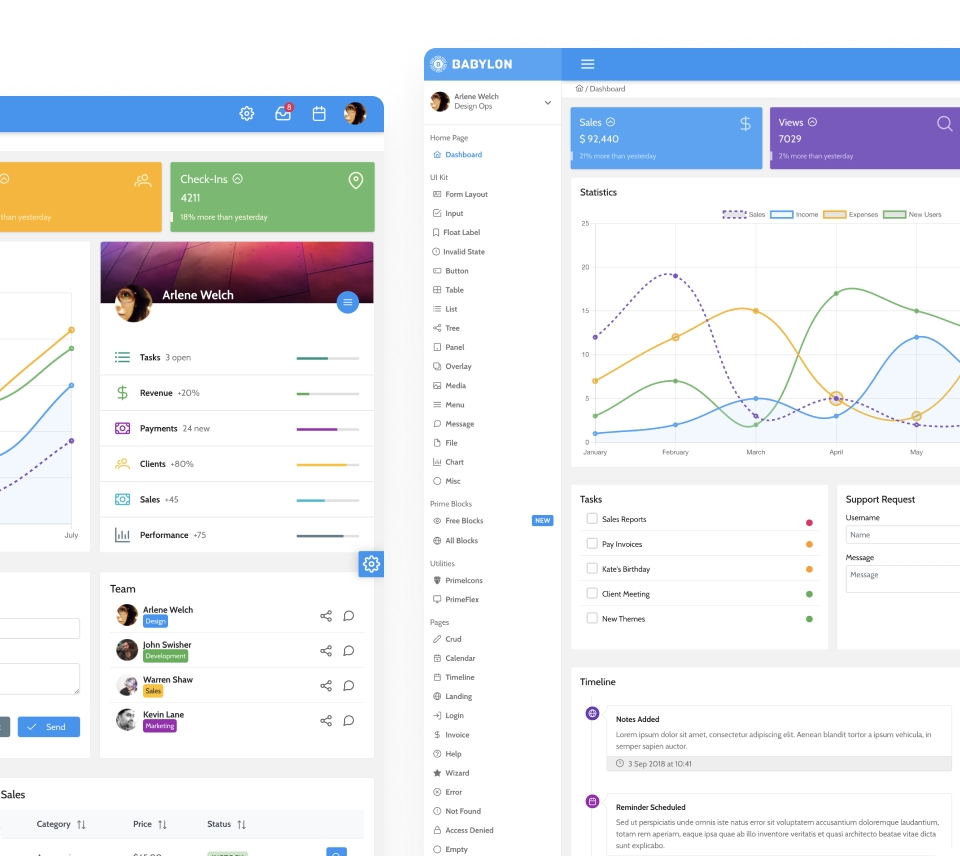 8
than yesterday
Check-Ins
4211
18% more than yesterday
Arlene Welch
Tasks 3 open
Revenue +20%
Payments 24 new
Clients +80%
Sales +45
Performance +75
July
Team
Arlene Welch
Design
John Swisher
Development
Warren Shaw
Sales
Kevin Lane
Marketing
Send
Sales
Category
Price
Status
BABYLON
Arlene Welch
Design Ops
Home Page
Dashboard
UI Kit
Form Layout
Input
Float Label
Invalid State
Button
Table
List
Tree
Panel
Overlay
Media
Menu
Message
File
Chart
Misc
Prime Blocks
Free Blocks NEW
All Blocks
Utilities
PrimeIcons
PrimeFlex
Pages
Crud
Calendar
Timeline
Landing
Login
Invoice
Help
Wizard
Error
Not Found
Access Denied
Empty
/ Dashboard
Sales
$ 92,440
21% more than yesterday
Views
7029
2% more than yesterday
Statistics
Sales Income Expenses New Users
25
20
15
10
5
0
January February March April May
Tasks
Sales Reports
Pay Invoices
Kate's Birthday
Client Meeting
New Themes
Support Request
Username
Name
Message
Message
Timeline
Notes Added
Lorem ipsum dolor sit amet, consectetur adipiscing elit. Aenean blandit tortor a ipsum vehicula, in
semper sapien auctor.
3 Sep 2018 at 10:41
Reminder Scheduled
Sed ut perspiciatis unde omnis iste natus error sit voluptatem accusantium doloremque laudantium,
totam rem aperiam, eaque ipsa quae ab illo inventore veritatis et quasi architecto beatae vitae dicta
sunt explicabo.